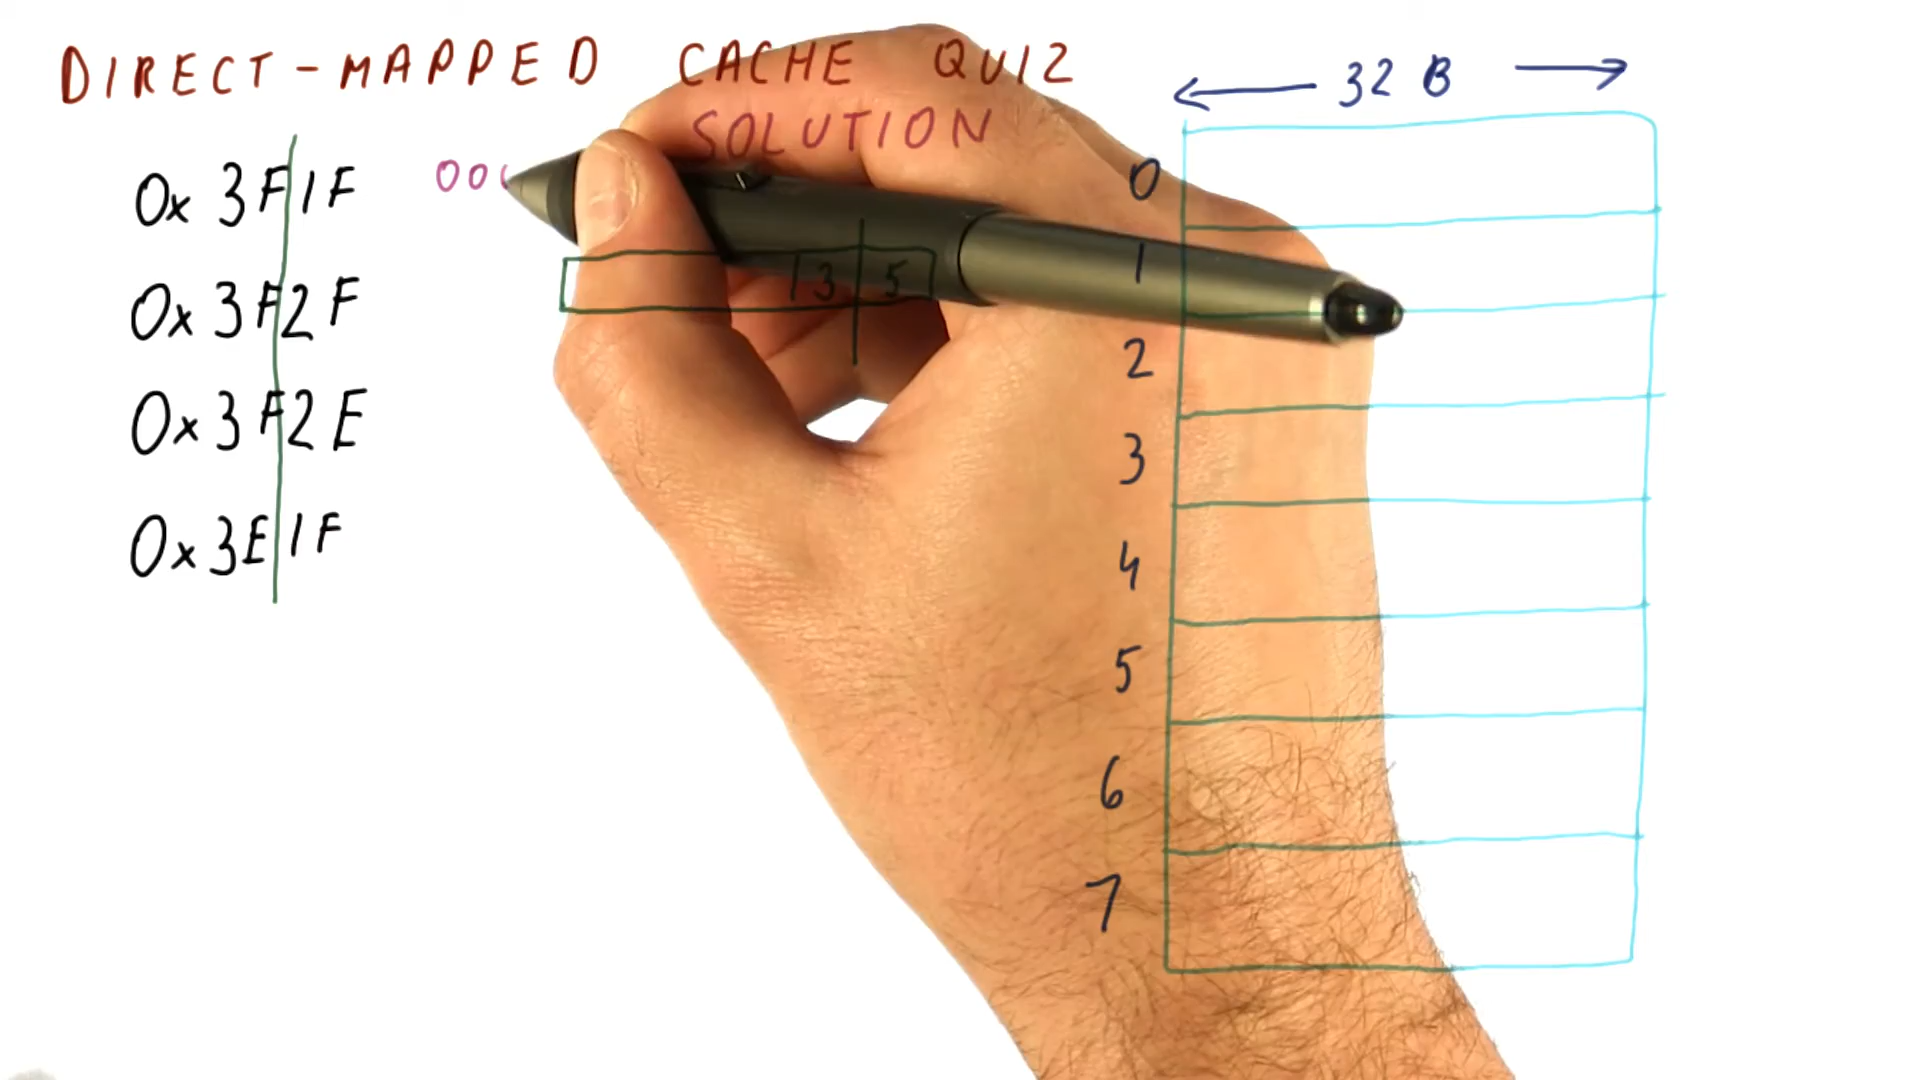 DIRECT-MAPPED CACHE QUIZ
SOLUTION
← 32 B →
0x 3F1F
000
0x 3F2F
0x 3F2E
0x 3E1F
3 5
0
1
2
3
4
5
6
7